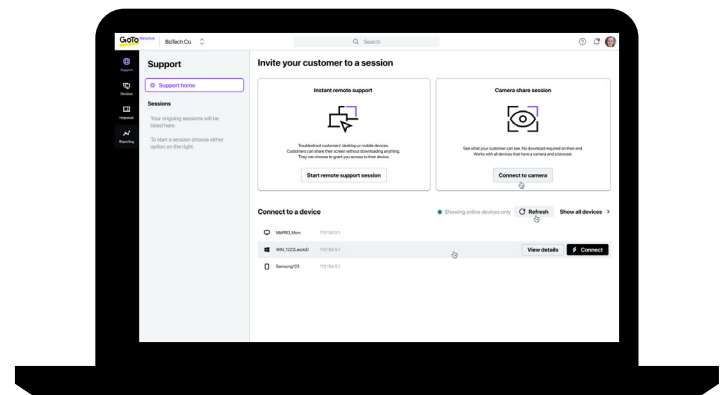 GoTo Resolve
BizTech Co.
Search
Support
Devices
Helpdesk
Reporting
Support
Support home
Sessions
Your ongoing sessions will be
listed here.
To start a session choose either
option on the right.
Invite your customer to a session
Instant remote support
Troubleshoot customers' desktop or mobile devices.
Customers can share their screen without downloading anything.
They can choose to grant you access to their device.
Start remote support session
Camera share session
See what your customer can see. No download required on their end.
Works with all devices that have a camera and a browser.
Connect to camera
Connect to a device
Showing online devices only
Refresh
Show all devices
View details
Connect
Samsung123